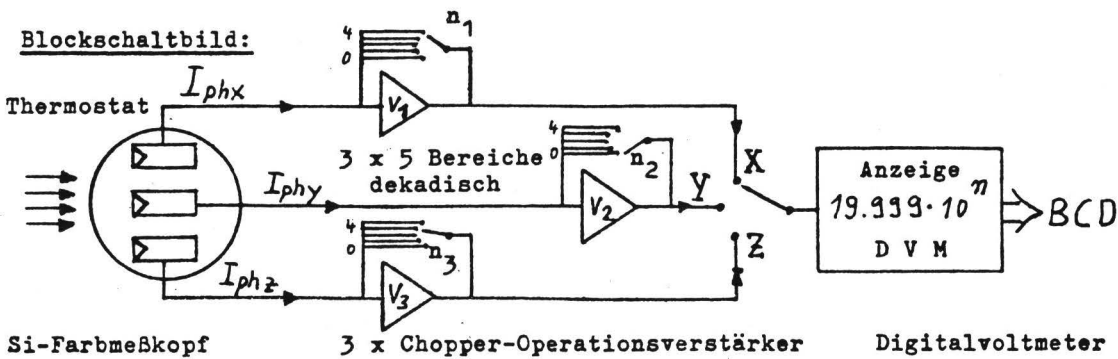 Blockschaltbild:
n1
4
0
Iphx
V1
Thermostat
3 x 5 Bereiche
dekadisch
4
0
n2
X
Anzeige
Iphy
V2
Y
19.999·10^n
BCD
4
0
n3
Z
D V M
Iphz
V3
Si-Farbmeßkopf
3 x Chopper-Operationsverstärker
Digitalvoltmeter